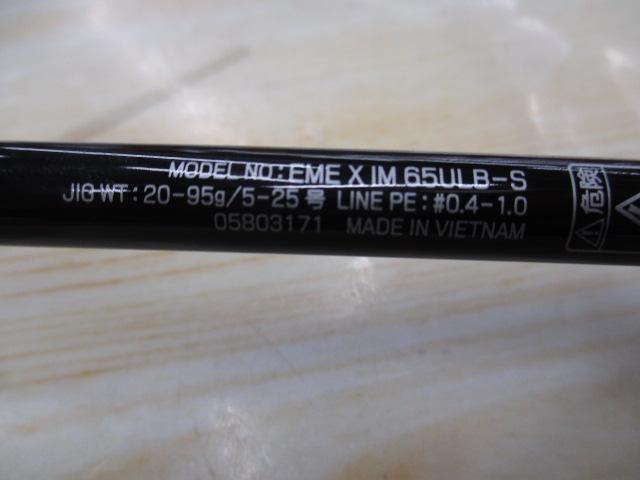 MODEL NO: EME X IM 65ULB-S
JIG WT: 20-95g/5-25号 LINE PE: #0.4-1.0
05803171 MADE IN VIETNAM
危険